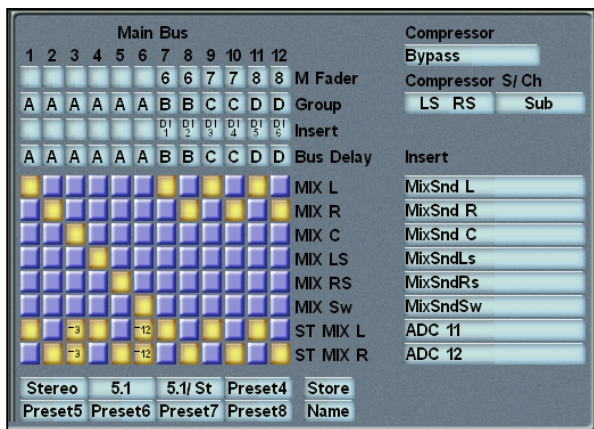 Main Bus
Compressor
1 2 3 4 5 6 7 8 9 10 11 12
Bypass
6 6 7 7 8 8 M Fader
Compressor S/Ch
A A A A A A B B C C D D Group
LS RS Sub
DI 1 DI 2 DI 3 DI 4 DI 5 DI 6 Insert
A A A A A A B B C C D D Bus Delay
Insert
MIX L MixSnd L
MIX R MixSnd R
MIX C MixSnd C
MIX LS MixSndLs
MIX RS MixSndRs
MIX Sw MixSndSw
-3 -12 ST MIX L ADC 11
-3 -12 ST MIX R ADC 12
Stereo 5.1 5.1/St Preset4 Store
Preset5 Preset6 Preset7 Preset8 Name